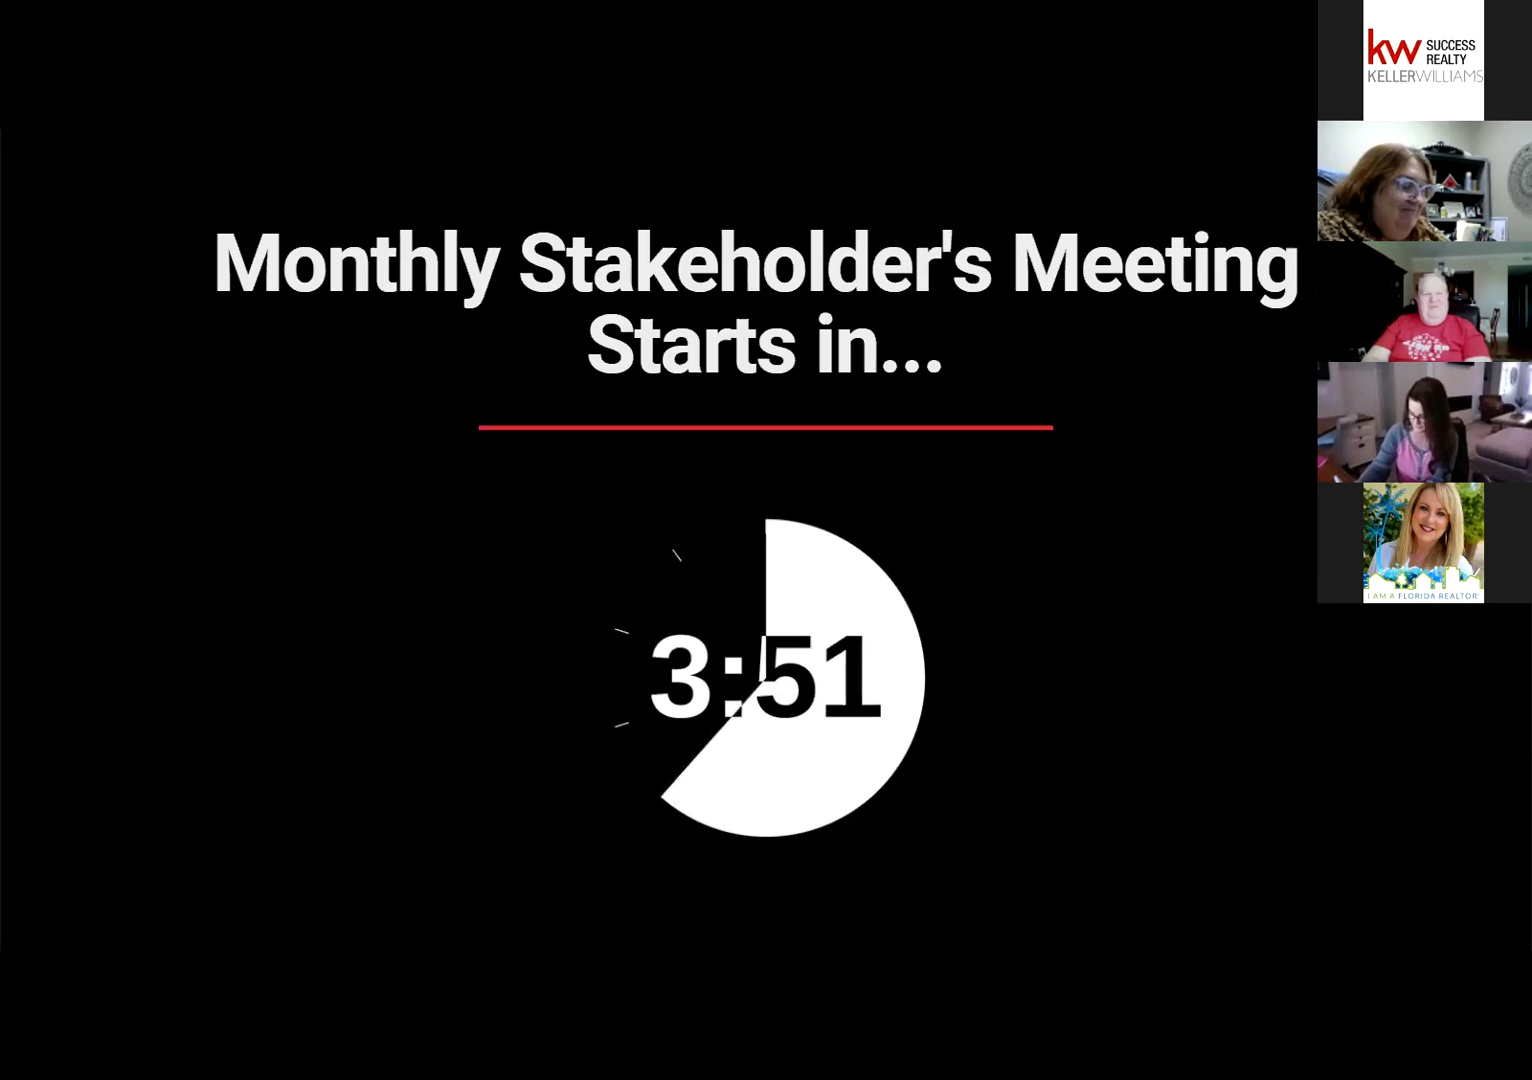 Monthly Stakeholder's Meeting
Starts in...
3:51
kw SUCCESS
REALTY
KELLERWILLIAMS
I AM A FLORIDA REALTOR®